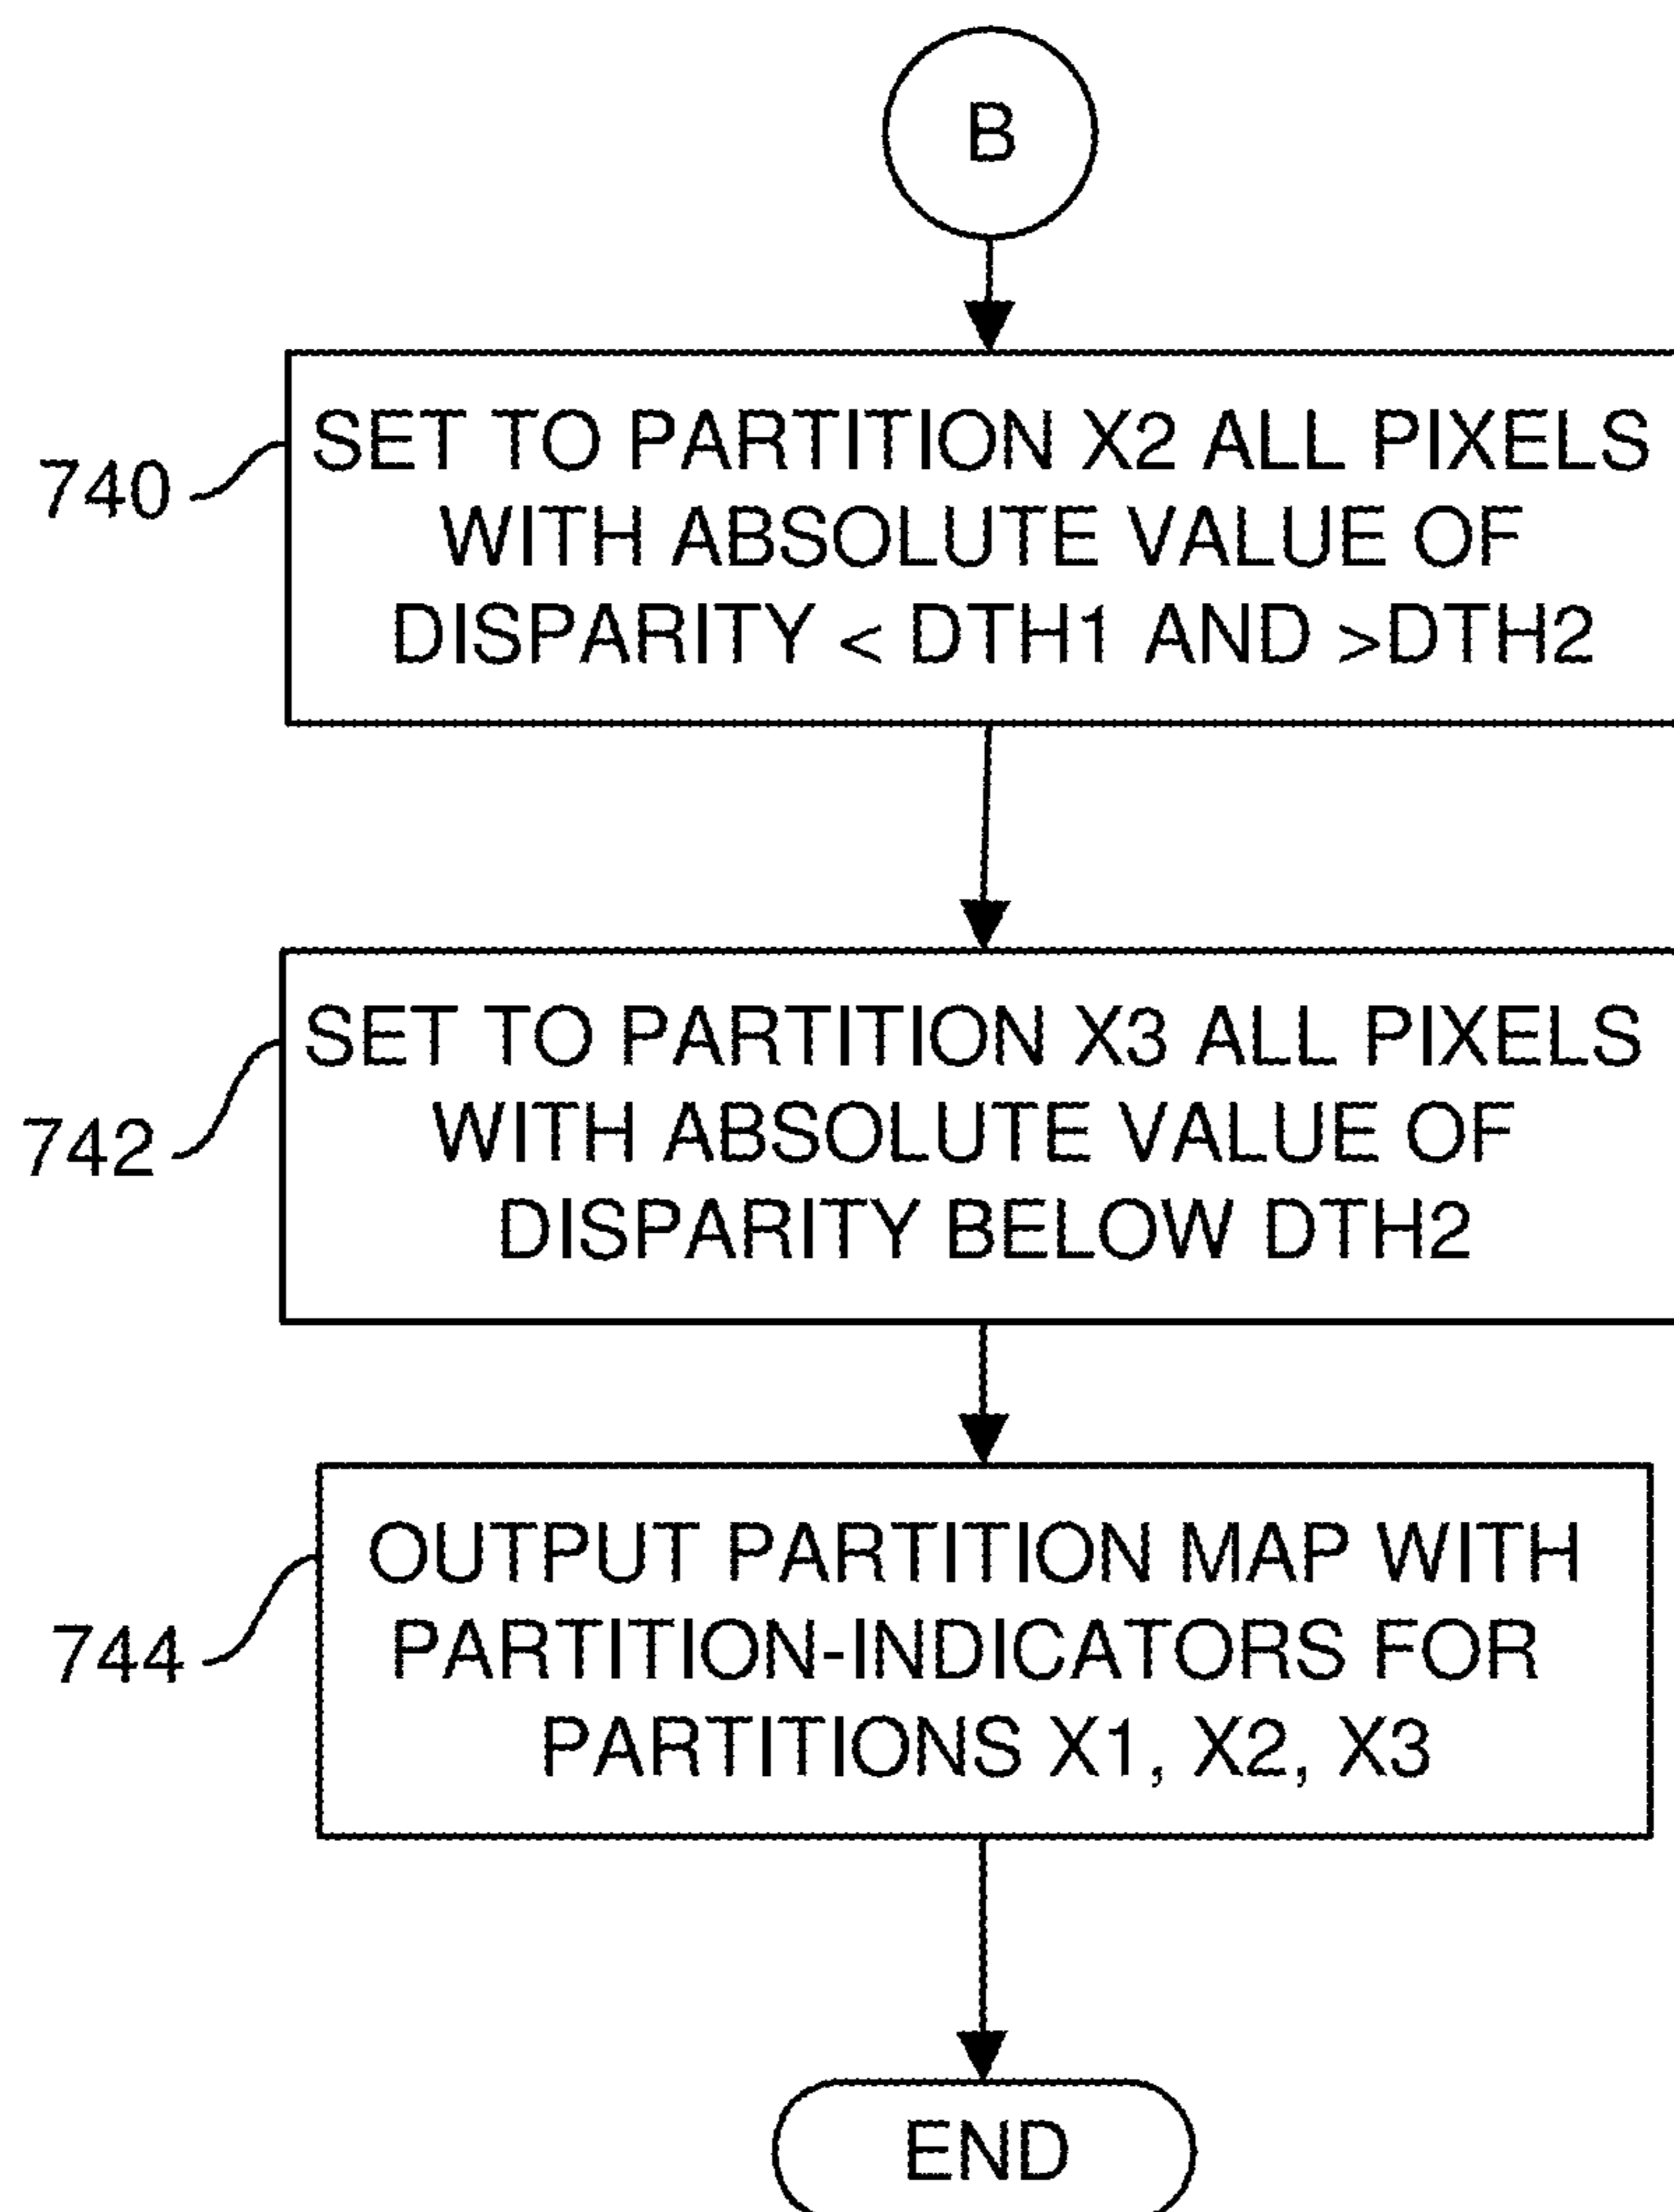 B
740
SET TO PARTITION X2 ALL PIXELS
WITH ABSOLUTE VALUE OF
DISPARITY < DTH1 AND >DTH2
742
SET TO PARTITION X3 ALL PIXELS
WITH ABSOLUTE VALUE OF
DISPARITY BELOW DTH2
744
OUTPUT PARTITION MAP WITH
PARTITION-INDICATORS FOR
PARTITIONS X1, X2, X3
END